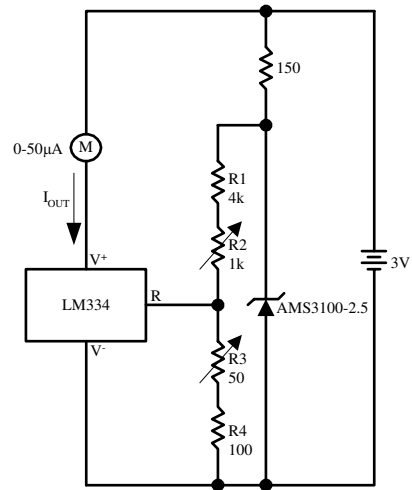 150
0-50µA
M
I_OUT
R1
4k
R2
1k
V+
LM334
R
V-
R3
50
R4
100
AMS3100-2.5
3V